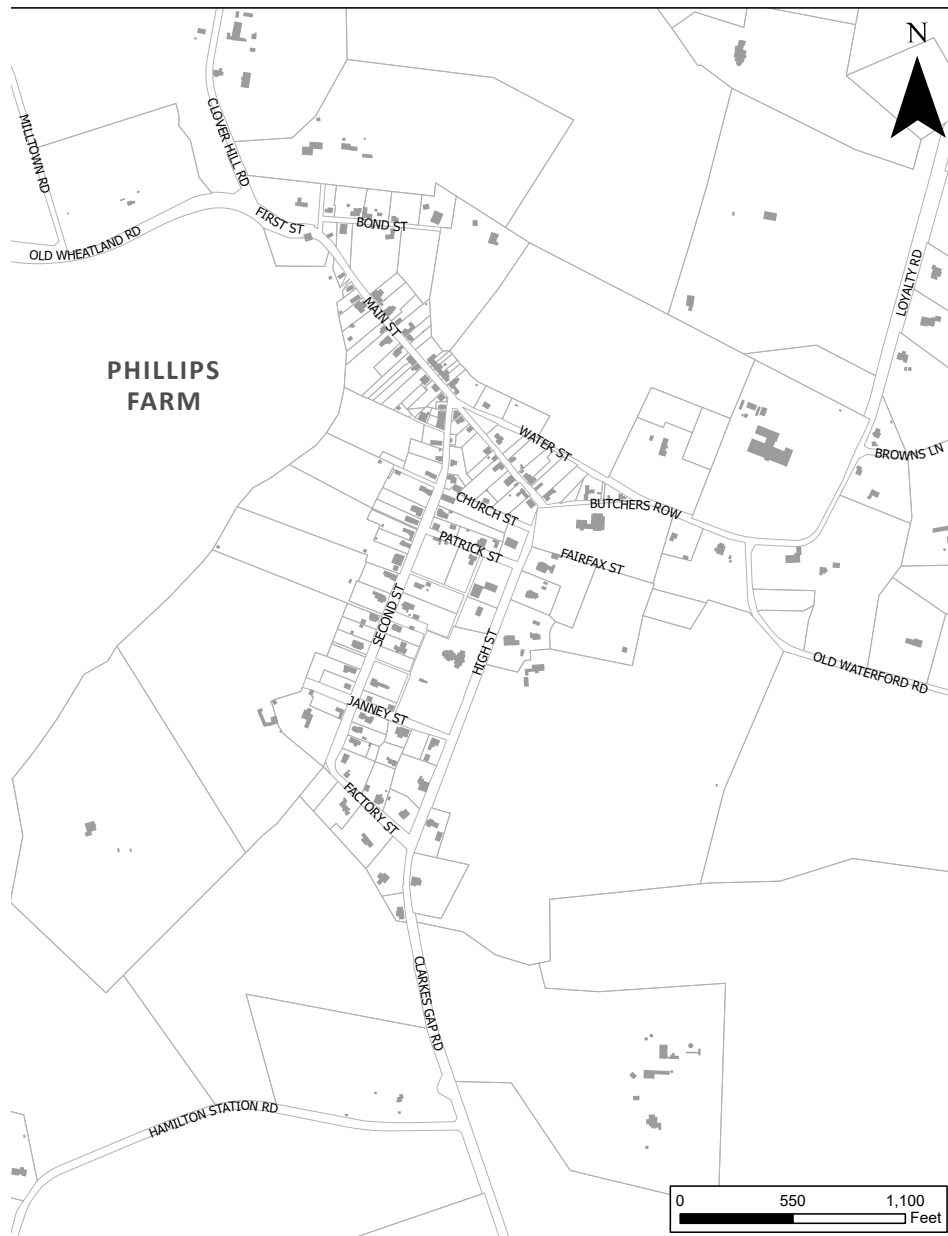 N
MILLTOWN RD
CLOVER HILL RD
FIRST ST
BOND ST
OLD WHEATLAND RD
LOYALTY RD
MAIN ST
PHILLIPS
FARM
WATER ST
BROWNS LN
CHURCH ST
BUTCHERS ROW
PATRICK ST
FAIRFAX ST
SECOND ST
HIGH ST
OLD WATERFORD RD
JANNEY ST
FACTORY ST
CLARKES GAP RD
HAMILTON STATION RD
0 550 1,100
Feet